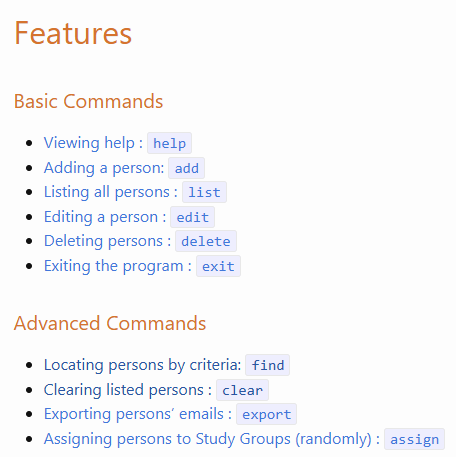 Features
Basic Commands
Viewing help : help
Adding a person: add
Listing all persons : list
Editing a person : edit
Deleting persons : delete
Exiting the program : exit
Advanced Commands
Locating persons by criteria: find
Clearing listed persons : clear
Exporting persons’ emails : export
Assigning persons to Study Groups (randomly) : assign